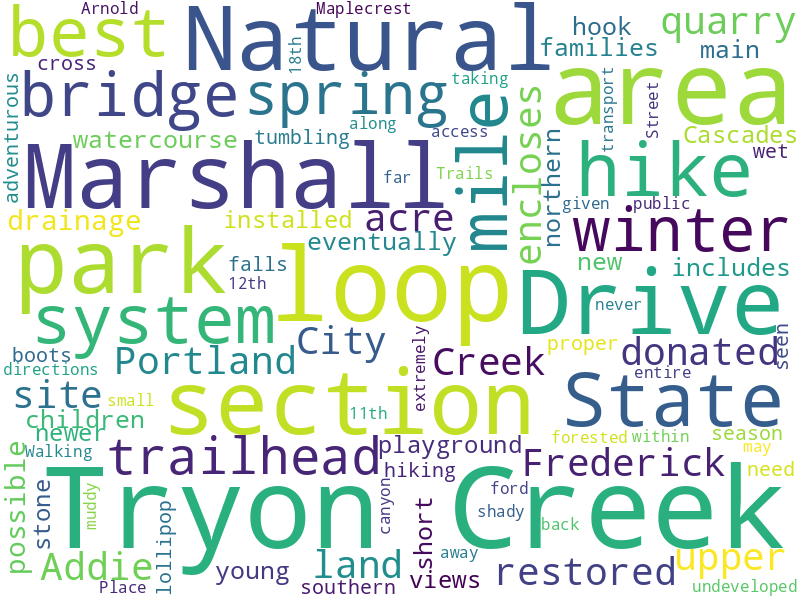 Arnold Maplecrest
best Natural 18th hook quarry
families main
cross
bridge spring taking area
adventurous mile encloses transport Street Cascades
watercourse tumbling along access northern wet
Marshall far Trails hike
given public
drainage installed acre winter
eventually
park falls new includes
12th loop Drive never
system City seen
boots Portland extremely Creek proper donated
directions entire
site small section 11th State
children
newer forested within season
Walking trailhead playground may
possible hiking Frederick need
stone muddy Tryon canyon ford Creek
shady
lollipop short back
Addie young land away upper
views restored
Place southern undeveloped